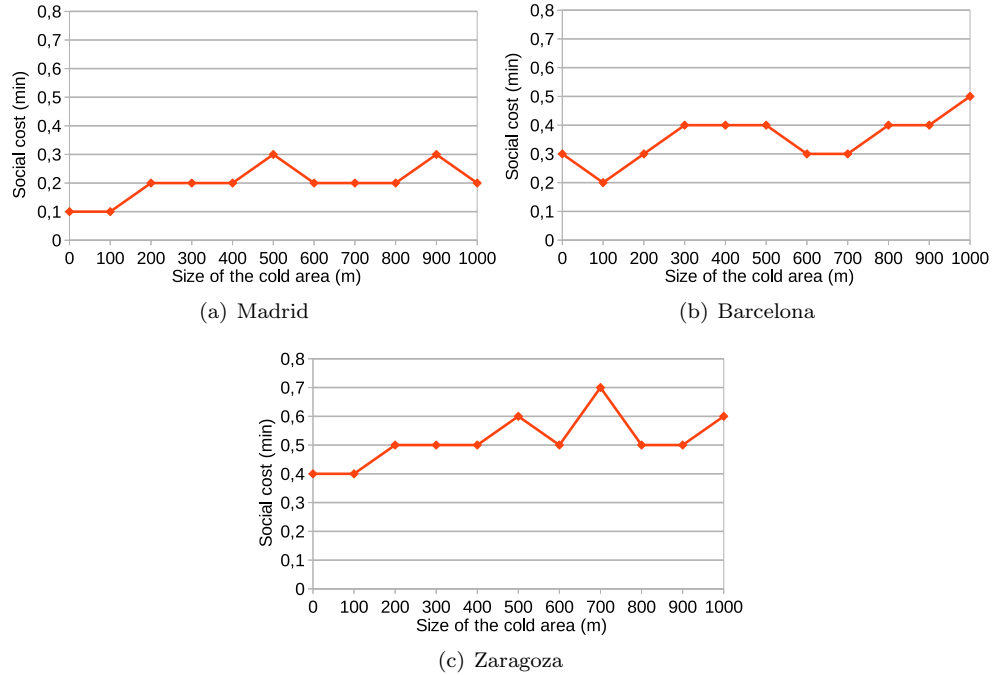 0,8
0,7
0,6
0,5
0,4
0,3
0,2
0,1
0
Social cost (min)
0 100 200 300 400 500 600 700 800 900 1000
Size of the cold area (m)
(a) Madrid
0,8
0,7
0,6
0,5
0,4
0,3
0,2
0,1
0
Social cost (min)
0 100 200 300 400 500 600 700 800 900 1000
Size of the cold area (m)
(b) Barcelona
0,8
0,7
0,6
0,5
0,4
0,3
0,2
0,1
0
Social cost (min)
0 100 200 300 400 500 600 700 800 900 1000
Size of the cold area (m)
(c) Zaragoza